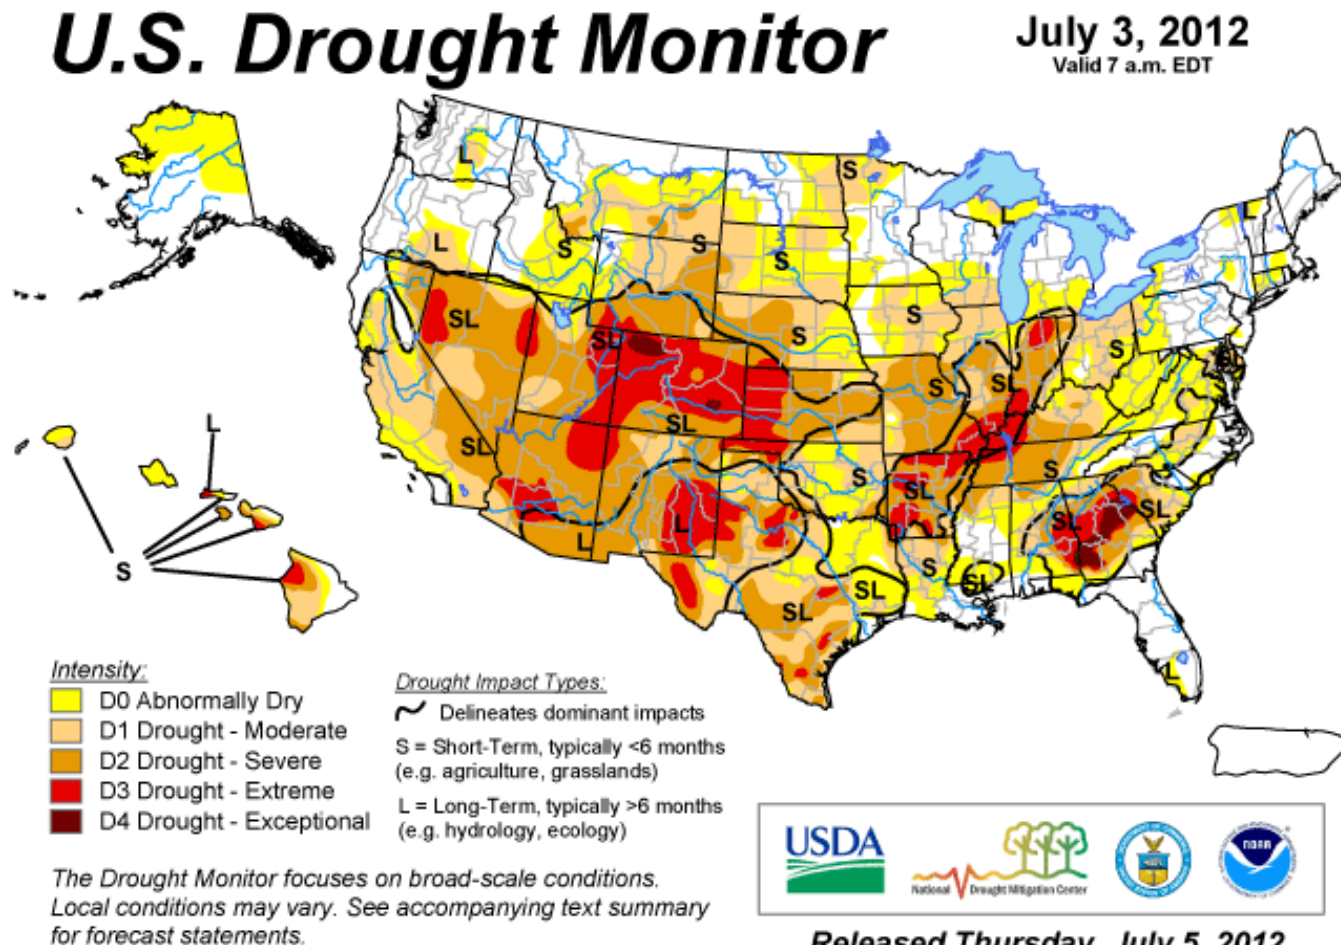 U.S. Drought Monitor
July 3, 2012
Valid 7 a.m. EDT
L
S
L
L
S
S
L
S
SL
S
S
SL
S
S
SL
SL
SL
S
S
L
SL
SL
SL
L
L
S
S
SL
SL
SL
L
Intensity:
D0 Abnormally Dry
D1 Drought - Moderate
D2 Drought - Severe
D3 Drought - Extreme
D4 Drought - Exceptional
Drought Impact Types:
Delineates dominant impacts
S = Short-Term, typically <6 months
(e.g. agriculture, grasslands)
L = Long-Term, typically >6 months
(e.g. hydrology, ecology)
The Drought Monitor focuses on broad-scale conditions.
Local conditions may vary. See accompanying text summary
for forecast statements.
USDA
National Drought Mitigation Center
NOAA
Released Thursday, July 5, 2012